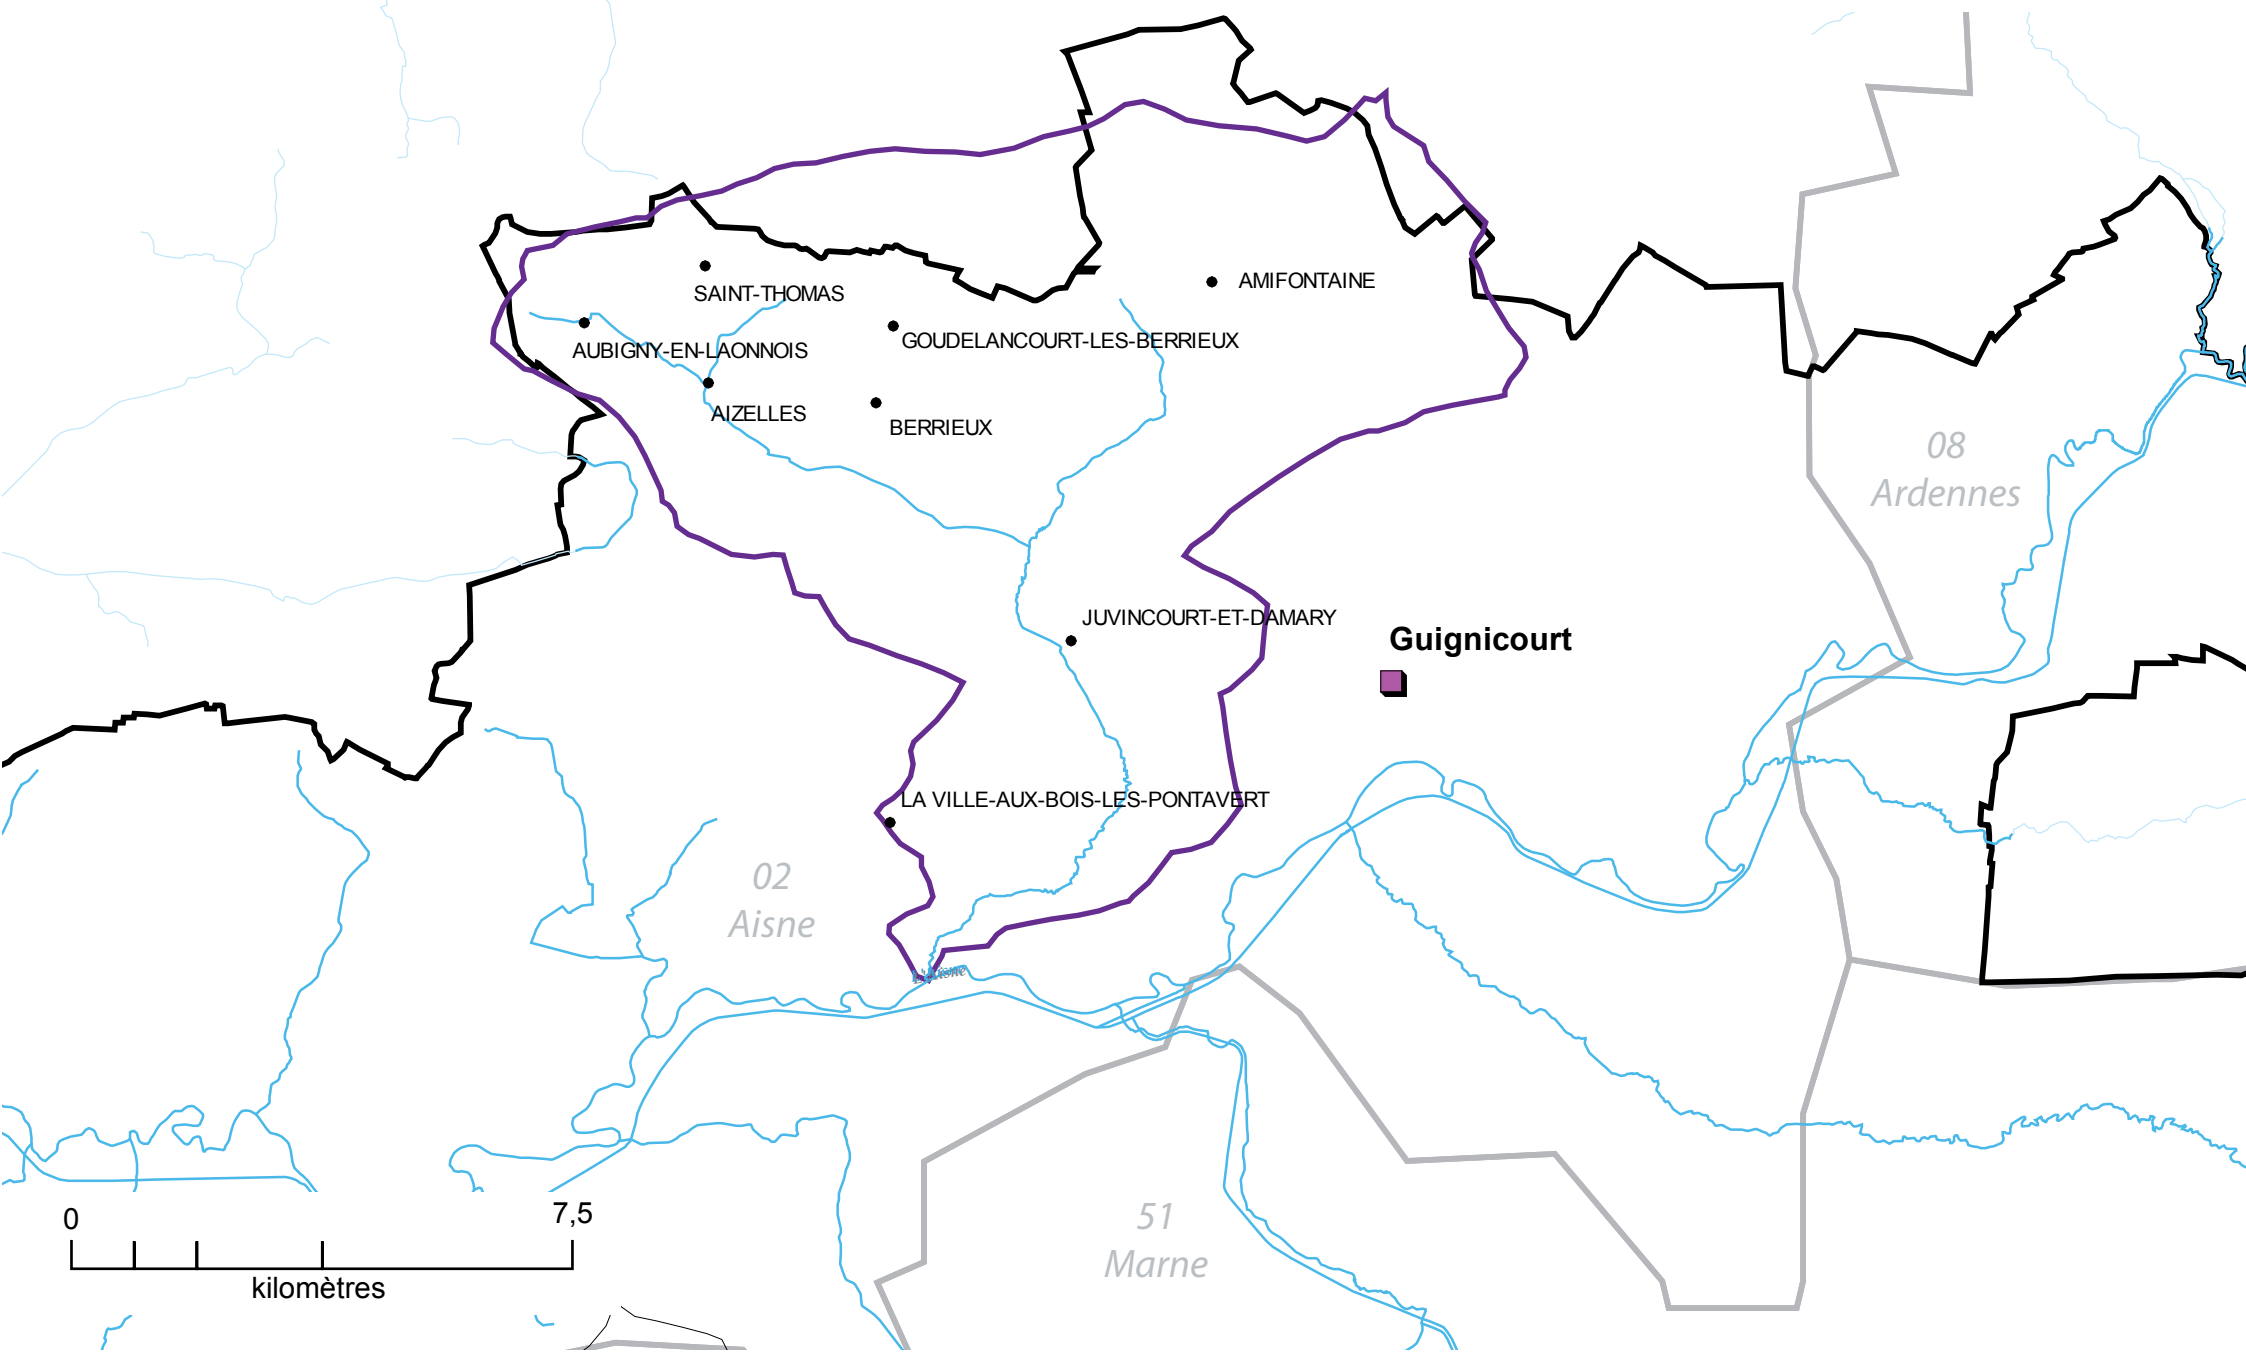 SAINT-THOMAS
AMIFONTAINE
GOUDELANCOURT-LES-BERRIEUX
AUBIGNY-EN-LAONNOIS
AIZELLES
BERRIEUX
08
Ardennes
JUVINCOURT-ET-DAMARY
Guignicourt
LA VILLE-AUX-BOIS-LES-PONTAVERT
02
Aisne
51
Marne
0 7,5
kilomètres